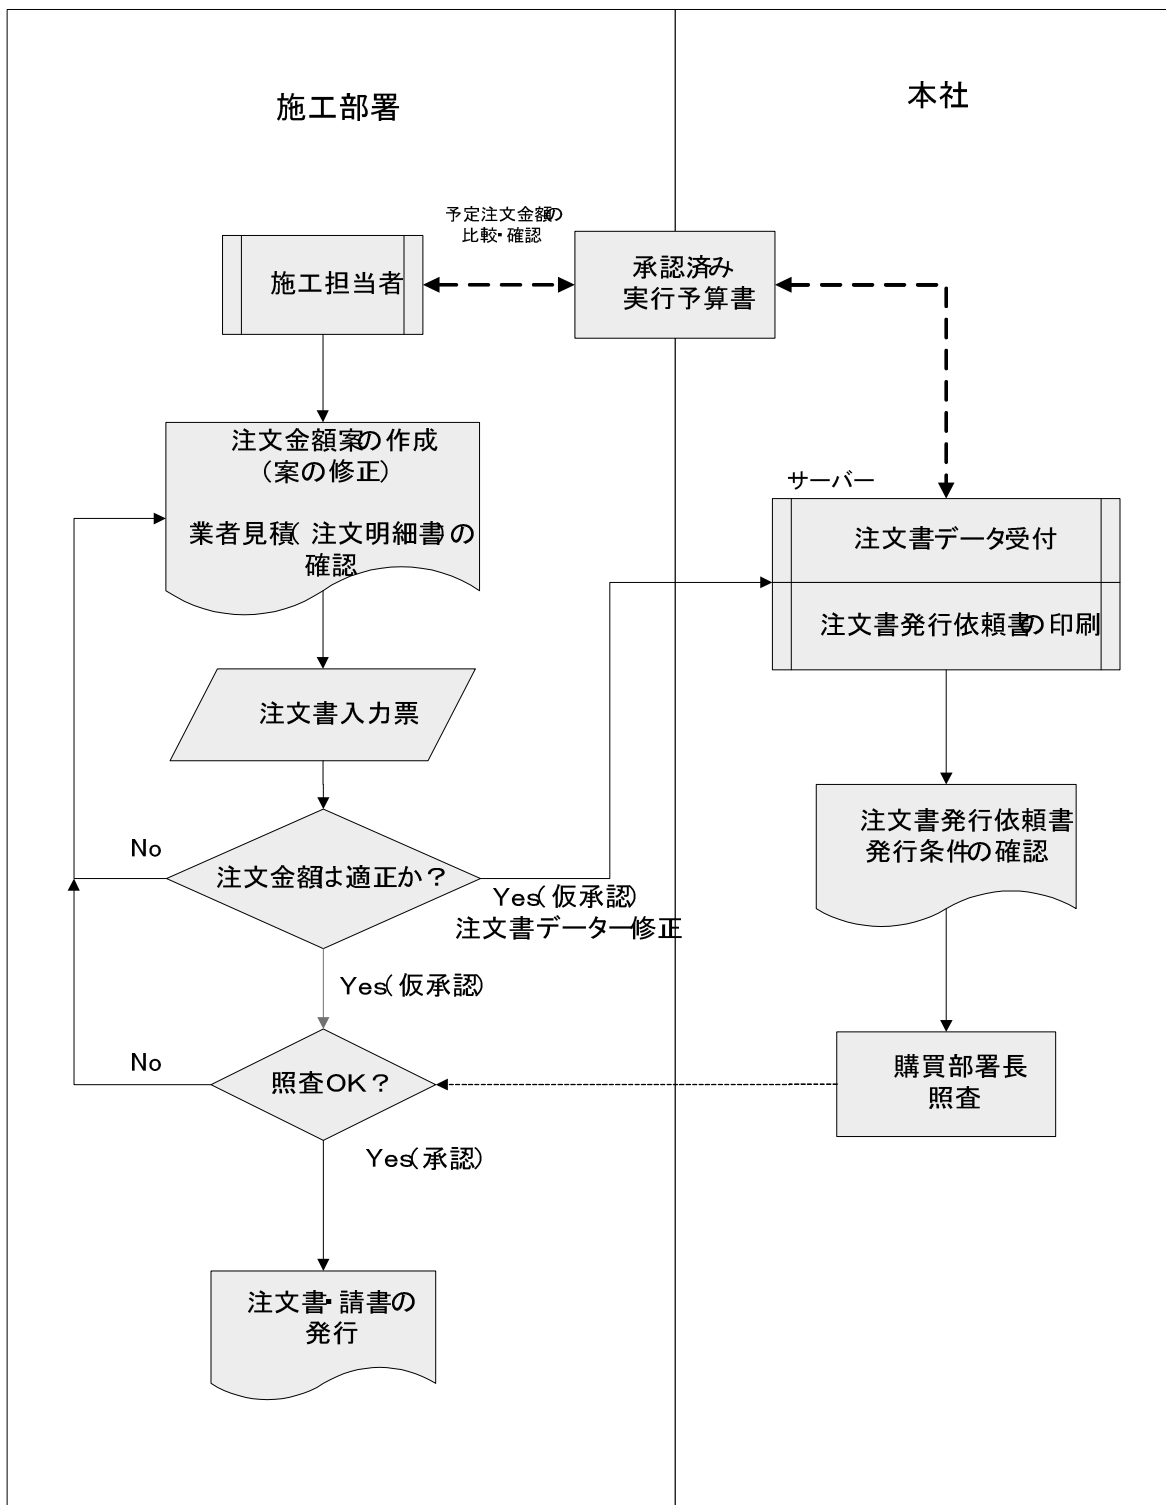 施工部署
本社
予定注文金額の
比較・確認
施工担当者
承認済み
実行予算書
注文金額案の作成
（案の修正）
業者見積（注文明細書）の
確認
サーバー
注文書データ受付
注文書発行依頼書の印刷
注文書入力票
注文書発行依頼書
発行条件の確認
No
注文金額は適正か？
Yes（仮承認）
注文書データー修正
Yes（仮承認）
No
照査OK？
購買部署長
照査
Yes（承認）
注文書・請書の
発行